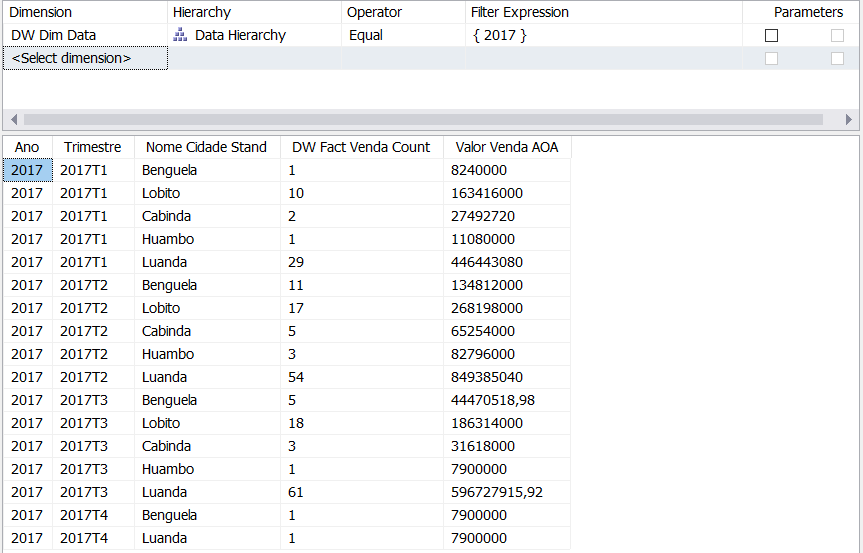 Dimension Hierarchy Operator Filter Expression Parameters
DW Dim Data Data Hierarchy Equal { 2017 }
<Select dimension>
Ano Trimestre Nome Cidade Stand DW Fact Venda Count Valor Venda AOA
2017 2017T1 Benguela 1 8240000
2017 2017T1 Lobito 10 163416000
2017 2017T1 Cabinda 2 27492720
2017 2017T1 Huambo 1 11080000
2017 2017T1 Luanda 29 446443080
2017 2017T2 Benguela 11 134812000
2017 2017T2 Lobito 17 268198000
2017 2017T2 Cabinda 5 65254000
2017 2017T2 Huambo 3 82796000
2017 2017T2 Luanda 54 849385040
2017 2017T3 Benguela 5 44470518,98
2017 2017T3 Lobito 18 186314000
2017 2017T3 Cabinda 3 31618000
2017 2017T3 Huambo 1 7900000
2017 2017T3 Luanda 61 596727915,92
2017 2017T4 Benguela 1 7900000
2017 2017T4 Luanda 1 7900000